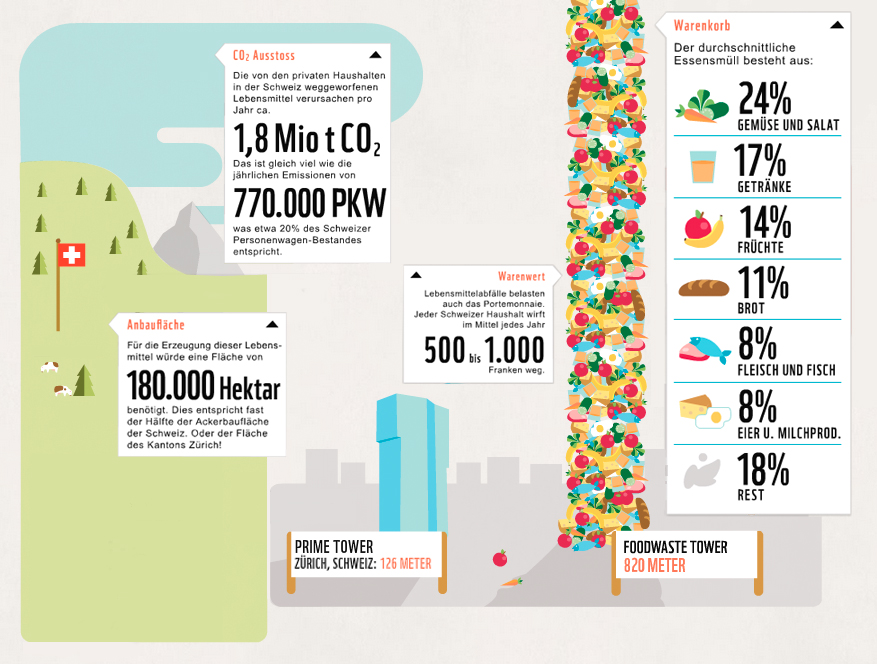 CO2 Ausstoss
Die von den privaten Haushalten
in der Schweiz weggeworfenen
Lebensmittel verursachen pro
Jahr ca.
1,8 Mio t CO2
Das ist gleich viel wie die
jährlichen Emissionen von
770.000 PKW
was etwa 20% des Schweizer
Personenwagen-Bestandes
entspricht.
Anbaufläche
Für die Erzeugung dieser Lebens-
mittel würde eine Fläche von
180.000 Hektar
benötigt. Dies entspricht fast
der Hälfte der Ackerbaufläche
der Schweiz. Oder der Fläche
des Kantons Zürich!
Warenwert
Lebensmittelabfälle belasten
auch das Portemonnaie.
Jeder Schweizer Haushalt wirft
im Mittel jedes Jahr
500 bis 1.000
Franken weg.
Warenkorb
Der durchschnittliche
Essensmüll besteht aus:
24%
GEMÜSE UND SALAT
17%
GETRÄNKE
14%
FRÜCHTE
11%
BROT
8%
FLEISCH UND FISCH
8%
EIER U. MILCHPROD.
18%
REST
PRIME TOWER
ZÜRICH, SCHWEIZ: 126 METER
FOODWASTE TOWER
820 METER